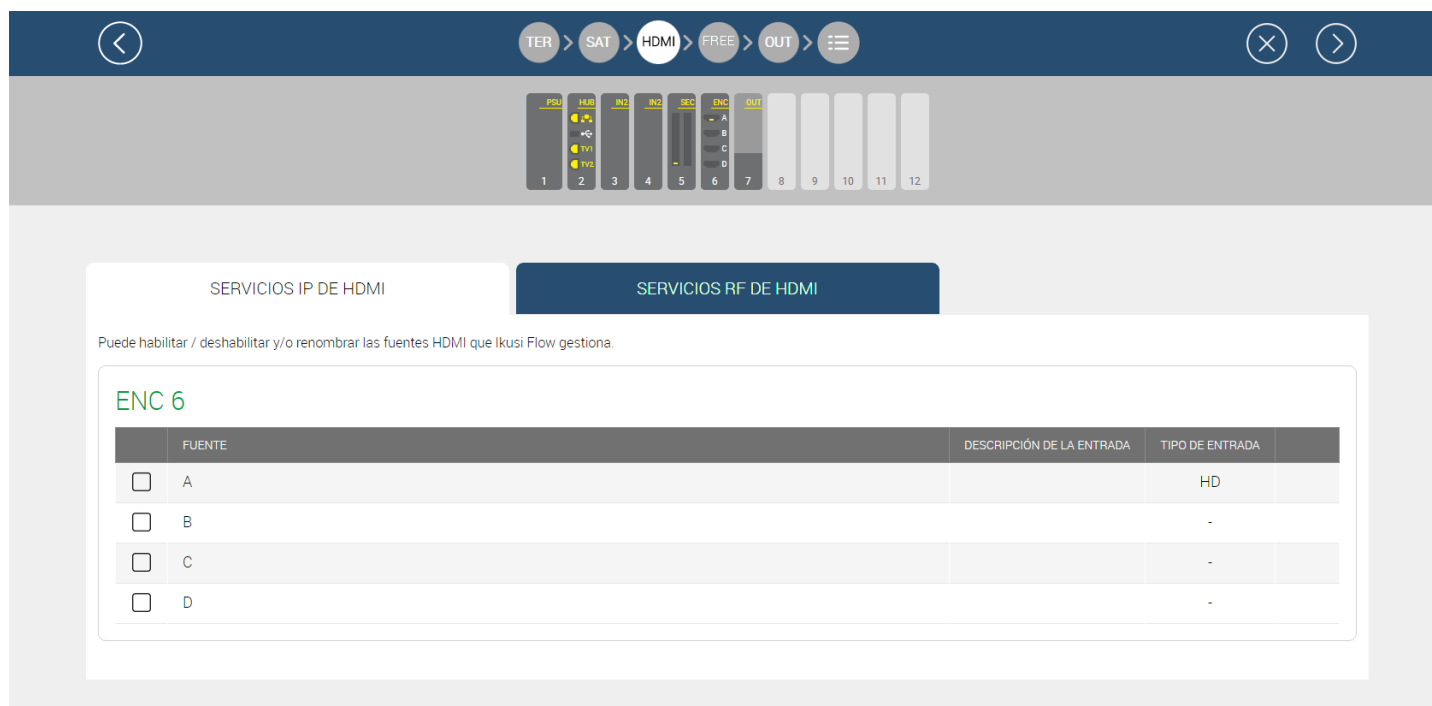 TER > SAT > HDMI > FREE > OUT >
PSU HUB IN2 IN2 SEC ENC OUT
A
B
TV1 C
TV2 D
1 2 3 4 5 6 7 8 9 10 11 12
SERVICIOS IP DE HDMI SERVICIOS RF DE HDMI
Puede habilitar / deshabilitar y/o renombrar las fuentes HDMI que Ikusi Flow gestiona.
ENC 6
FUENTE DESCRIPCIÓN DE LA ENTRADA TIPO DE ENTRADA
A HD
B -
C -
D -